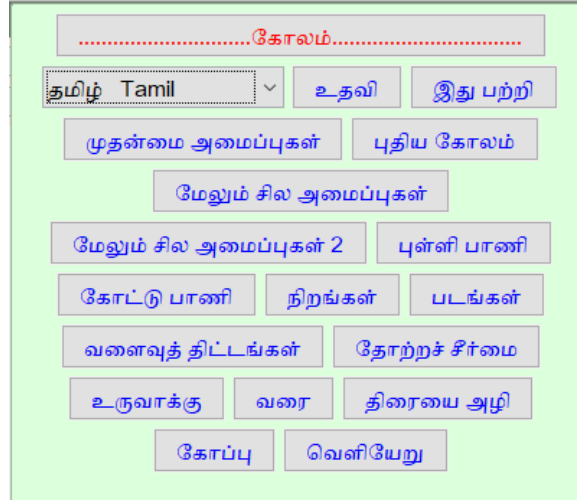 ............................கோலம்...............................
தமிழ் Tamil உதவி இது பற்றி
முதன்மை அமைப்புகள் புதிய கோலம்
மேலும் சில அமைப்புகள்
மேலும் சில அமைப்புகள் 2 புள்ளி பாணி
கோட்டு பாணி நிறங்கள் படங்கள்
வளைவுத் திட்டங்கள் தோற்றச் சீர்மை
உருவாக்கு வரை திரையை அழி
கோப்பு வெளியேறு